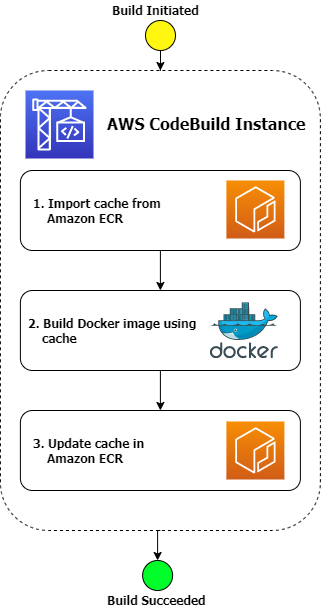 Build Initiated
AWS CodeBuild Instance
1. Import cache from
Amazon ECR
2. Build Docker image using
cache
docker
3. Update cache in
Amazon ECR
Build Succeeded